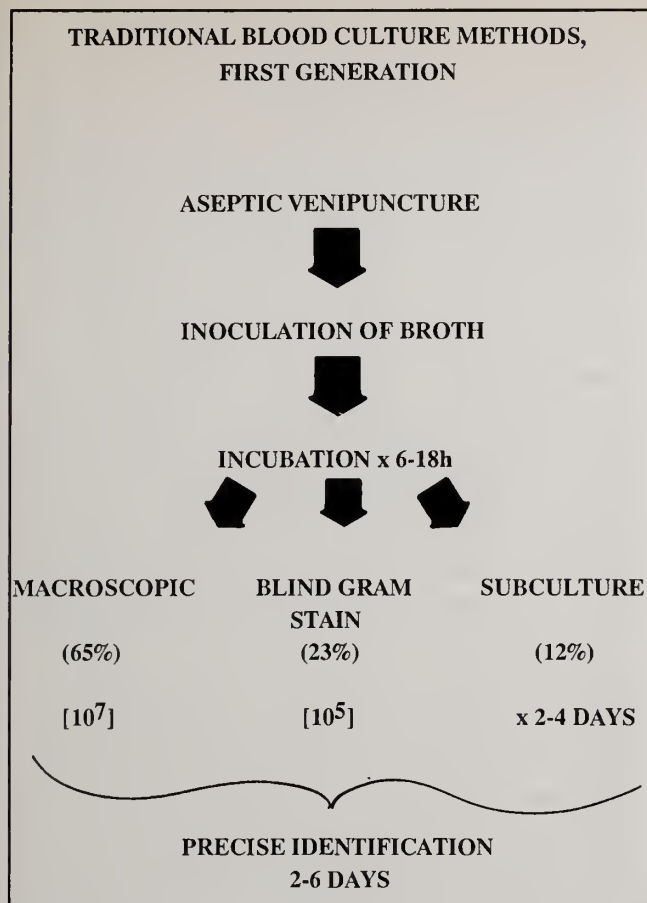 TRADITIONAL BLOOD CULTURE METHODS,
FIRST GENERATION
ASEPTIC VENIPUNCTURE
INOCULATION OF BROTH
INCUBATION x 6-18h
MACROSCOPIC BLIND GRAM SUBCULTURE
STAIN
(65%) (23%) (12%)
[10⁷] [10⁵] x 2-4 DAYS
PRECISE IDENTIFICATION
2-6 DAYS